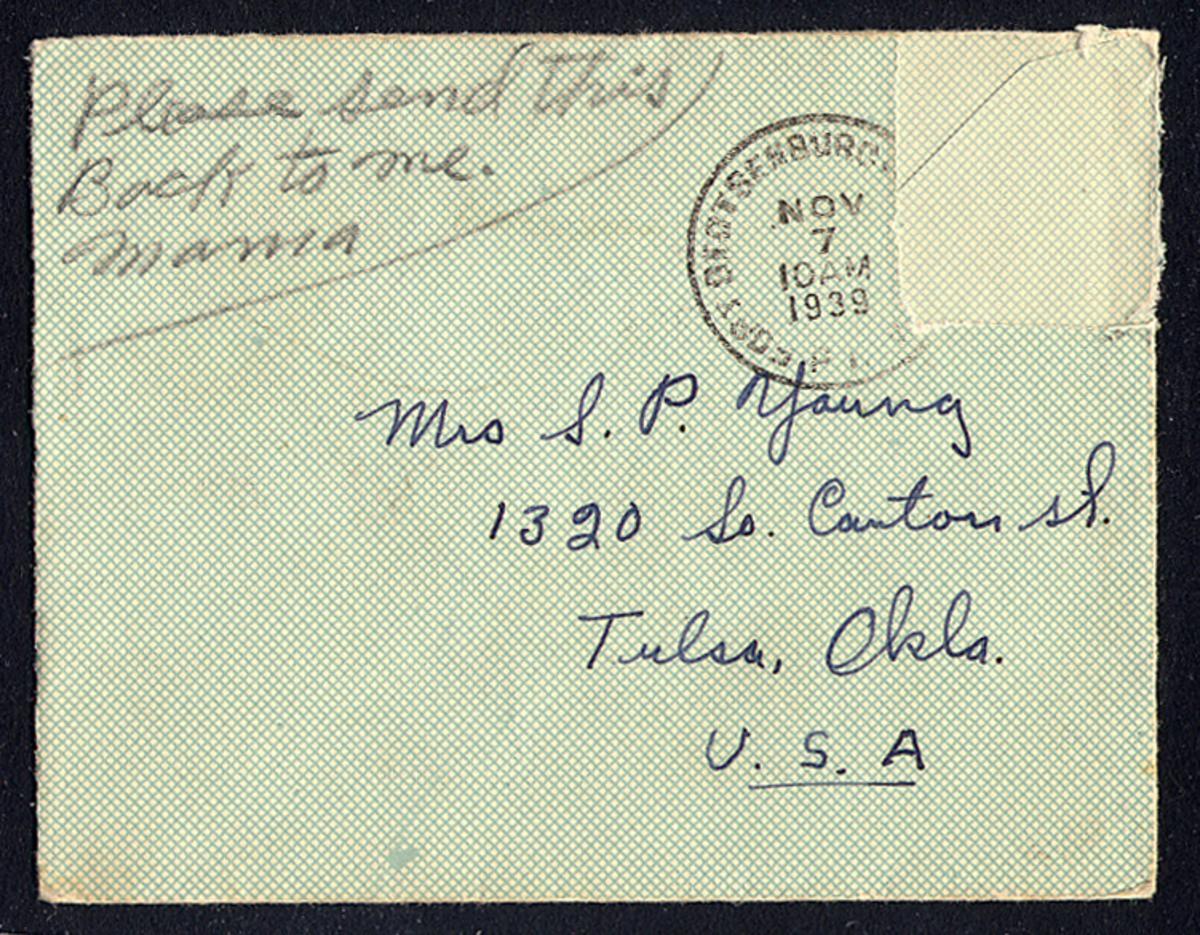 Please send this
Back to me.
Mama
NOV
7
10AM
1939
P. I.
Mrs S. P. Young
1320 So. Canton st.
Tulsa, Okla.
U. S. A